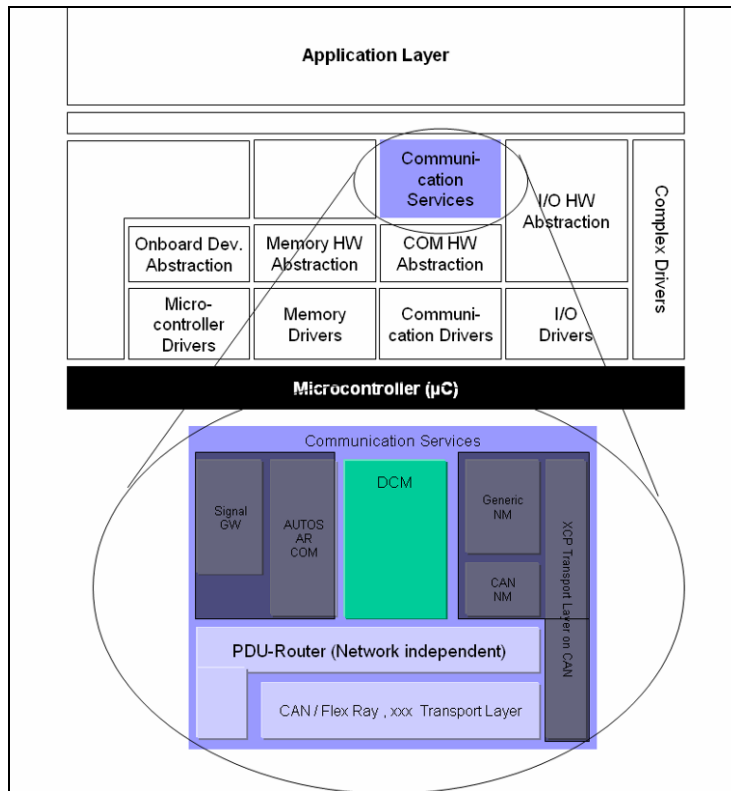 Application Layer
Communi-
cation
Services
I/O HW
Abstraction
Complex Drivers
Onboard Dev.
Abstraction
Memory HW
Abstraction
COM HW
Abstraction
Micro-
controller
Drivers
Memory
Drivers
Communi-
cation Drivers
I/O
Drivers
Microcontroller (µC)
Communication Services
Signal
GW
AUTOS
AR
COM
DCM
Generic
NM
CAN
NM
XCP Transport Layer on CAN
PDU-Router (Network independent)
CAN / Flex Ray , xxx Transport Layer